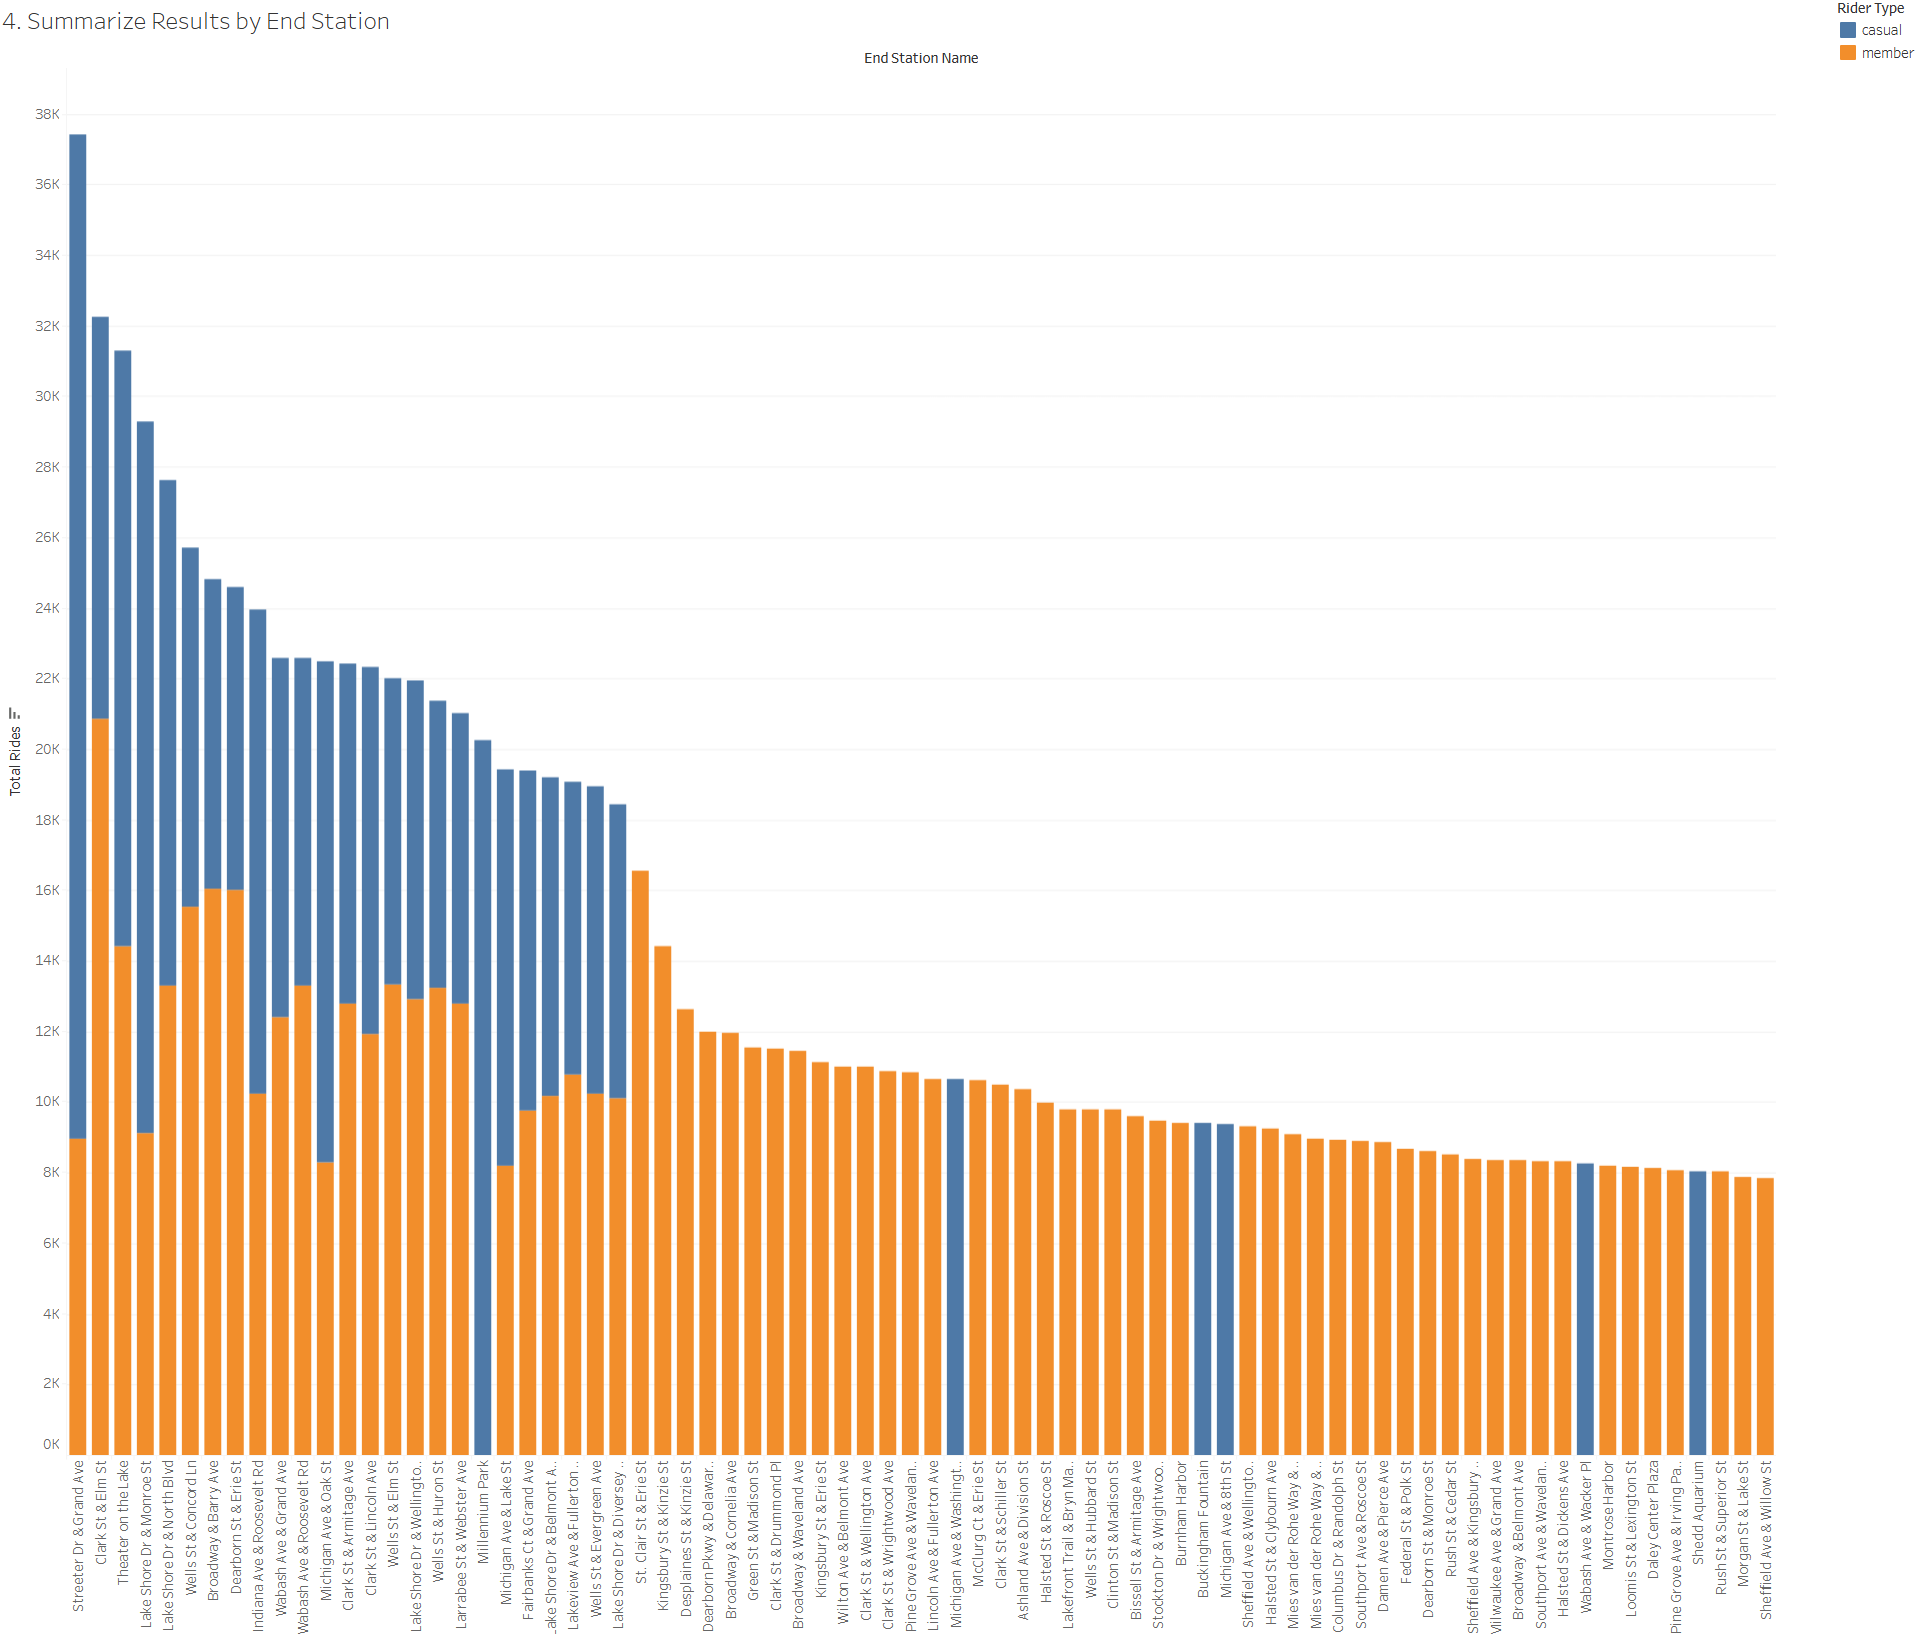 4. Summarize Results by End Station
Rider Type
casual
member
End Station Name
38K
36K
34K
32K
30K
28K
26K
24K
22K
20K
18K
16K
14K
12K
10K
8K
6K
4K
2K
0K
Total Rides
Streeter Dr & Grand Ave
Clark St & Elm St
Theater on the Lake
Lake Shore Dr & Monroe St
Lake Shore Dr & North Blvd
Wells St & Concord Ln
Broadway & Barry Ave
Dearborn St & Erie St
Indiana Ave & Roosevelt Rd
Wabash Ave & Grand Ave
Wabash Ave & Roosevelt Rd
Michigan Ave & Oak St
Clark St & Armitage Ave
Clark St & Lincoln Ave
Wells St & Elm St
Lake Shore Dr & Wellingto..
Wells St & Huron St
Larrabee St & Webster Ave
Millennium Park
Michigan Ave & Lake St
Fairbanks Ct & Grand Ave
Lake Shore Dr & Belmont A..
Lakeview Ave & Fullerton ..
Wells St & Evergreen Ave
Lake Shore Dr & Diversey ..
St. Clair St & Erie St
Kingsbury St & Kinzie St
Desplaines St & Kinzie St
Dearborn Pkwy & Delawar..
Broadway & Cornelia Ave
Green St & Madison St
Clark St & Drummond Pl
Broadway & Waveland Ave
Kingsbury St & Erie St
Wilton Ave & Belmont Ave
Clark St & Wellington Ave
Clark St & Wrightwood Ave
Pine Grove Ave & Wavelan..
Lincoln Ave & Fullerton Ave
Michigan Ave & Washingt..
McClurg Ct & Erie St
Clark St & Schiller St
Ashland Ave & Division St
Halsted St & Roscoe St
Lakefront Trail & Bryn Ma..
Wells St & Hubbard St
Clinton St & Madison St
Bissell St & Armitage Ave
Stockton Dr & Wrightwoo..
Burnham Harbor
Buckingham Fountain
Michigan Ave & 8th St
Sheffield Ave & Wellingto..
Halsted St & Clybourn Ave
Mies van der Rohe Way & ..
Mies van der Rohe Way & ..
Columbus Dr & Randolph St
Southport Ave & Roscoe St
Damen Ave & Pierce Ave
Federal St & Polk St
Dearborn St & Monroe St
Rush St & Cedar St
Sheffield Ave & Kingsbury ..
Milwaukee Ave & Grand Ave
Broadway & Belmont Ave
Southport Ave & Wavelan..
Halsted St & Dickens Ave
Wabash Ave & Wacker Pl
Montrose Harbor
Loomis St & Lexington St
Daley Center Plaza
Pine Grove Ave & Irving Pa..
Shedd Aquarium
Rush St & Superior St
Morgan St & Lake St
Sheffield Ave & Willow St